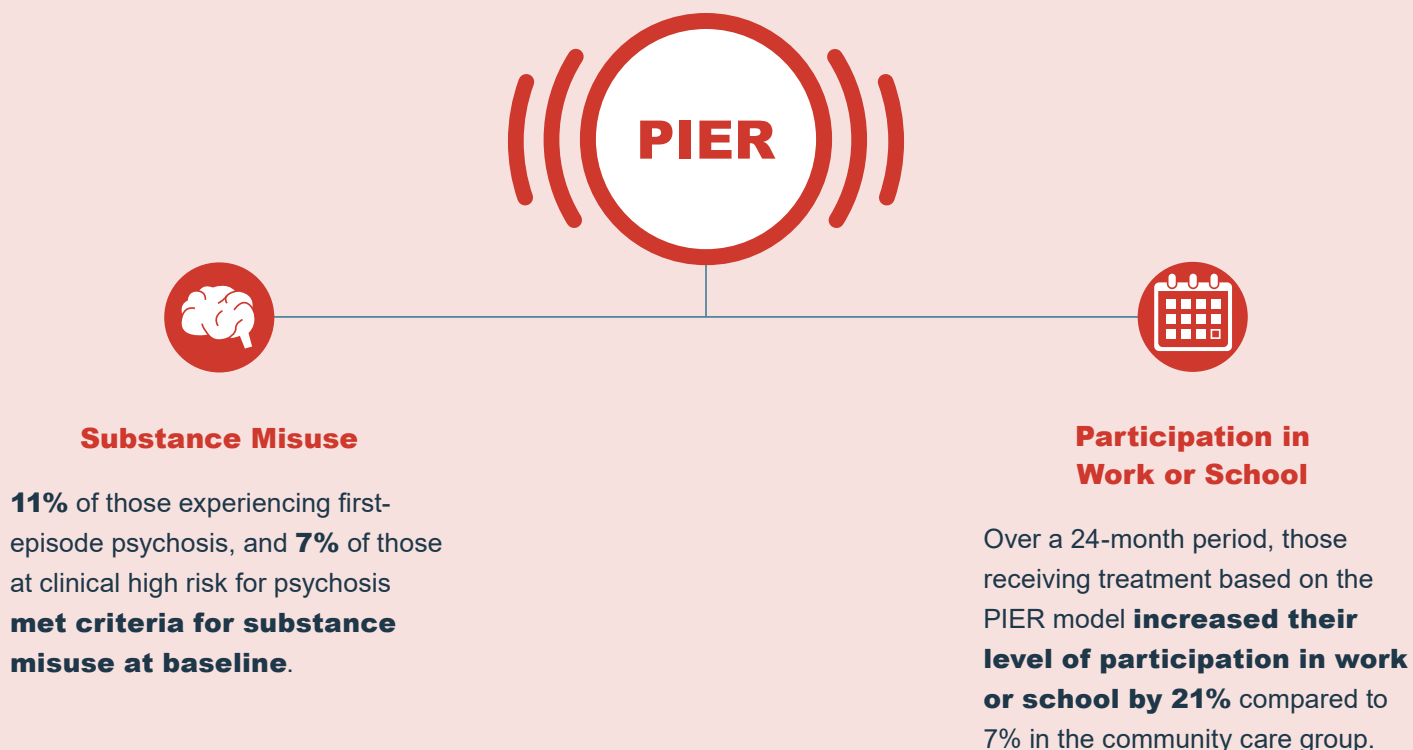 PIER
Substance Misuse
11% of those experiencing first-
episode psychosis, and 7% of those
at clinical high risk for psychosis
met criteria for substance
misuse at baseline.
Participation in
Work or School
Over a 24-month period, those
receiving treatment based on the
PIER model increased their
level of participation in work
or school by 21% compared to
7% in the community care group.